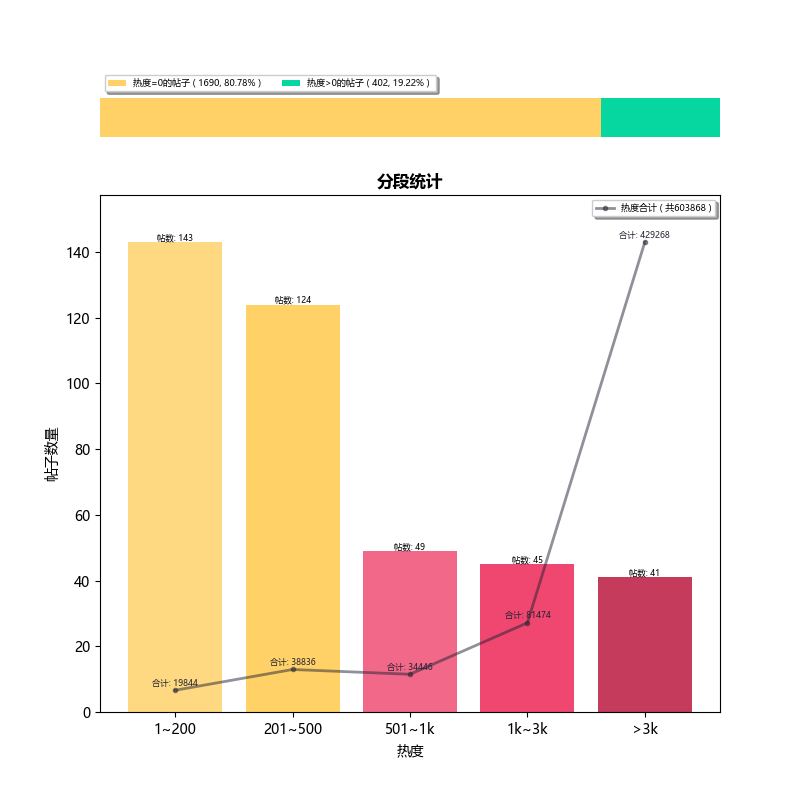 热度=0的帖子 ( 1690, 80.78% ) 热度>0的帖子 ( 402, 19.22% )
分段统计
热度合计 ( 共603868 )
帖数: 143
合计: 429268
帖数: 124
帖数: 49
帖数: 45
帖数: 41
合计: 81474
合计: 34446
合计: 38836
合计: 19844
140
120
100
80
60
40
20
0
帖子数量
1~200 201~500 501~1k 1k~3k >3k
热度